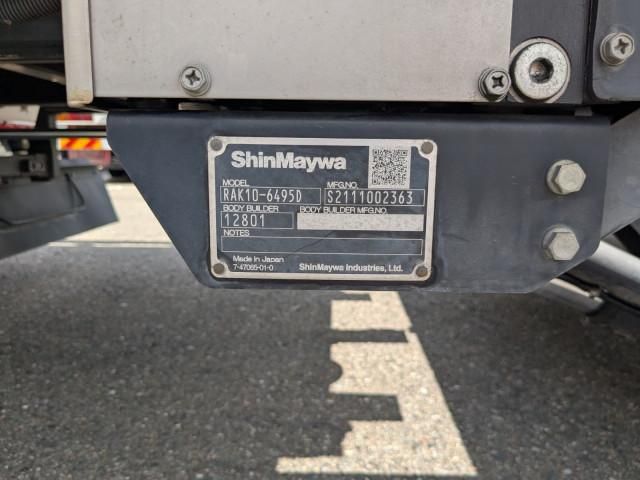 ShinMaywa
MODEL MFG.NO.
RAK10-6495D S2111002363
BODY BUILDER BODY BUILDER MFG.NO.
12801
NOTES
Made in Japan
7-47065-01-0 ShinMaywa Industries, Ltd.